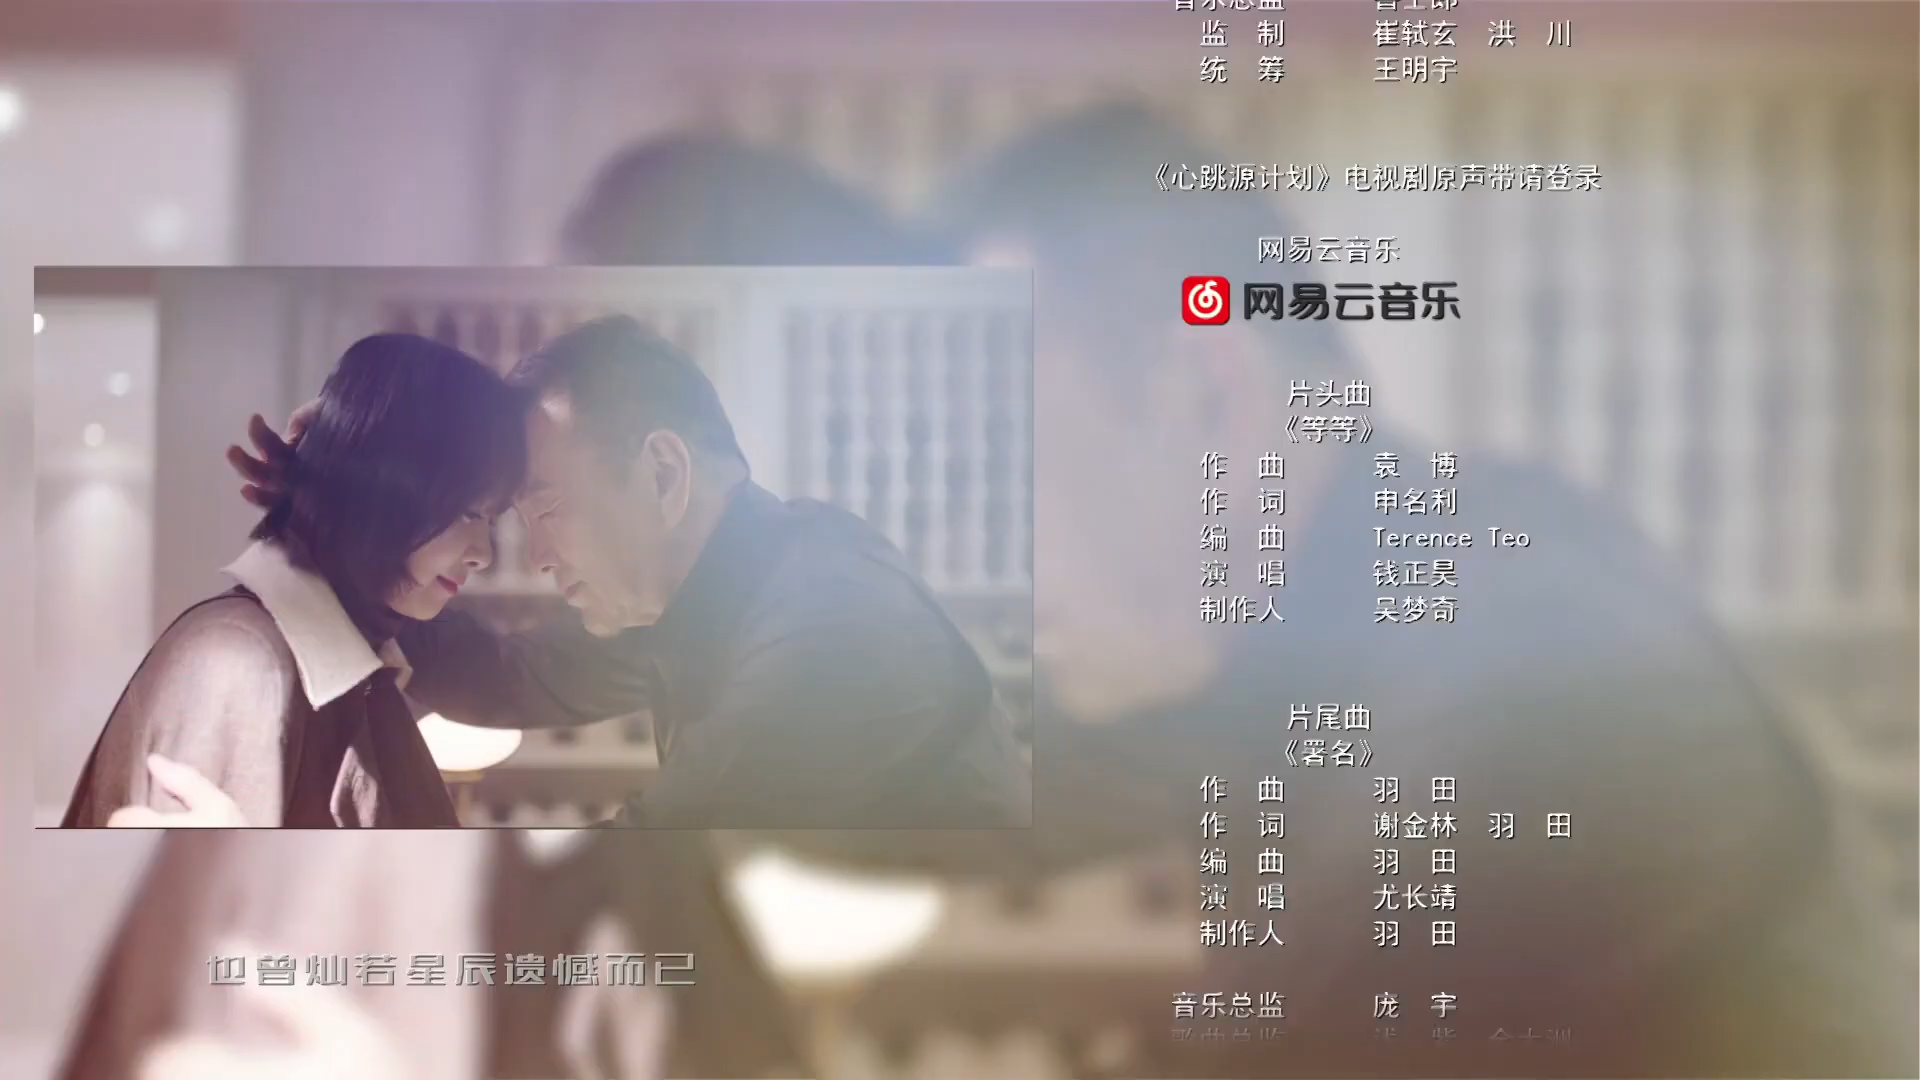 监 制 崔轼玄 洪 川
统 筹 王明宇
《心跳源计划》电视剧原声带请登录
网易云音乐
网易云音乐
片头曲
《等等》
作 曲 袁 博
作 词 申名利
编 曲 Terence Teo
演 唱 钱正昊
制作人 吴梦奇
片尾曲
《署名》
作 曲 羽 田
作 词 谢金林 羽 田
编 曲 羽 田
演 唱 尤长靖
制作人 羽 田
音乐总监 庞 宇
也曾灿若星辰遗憾而已